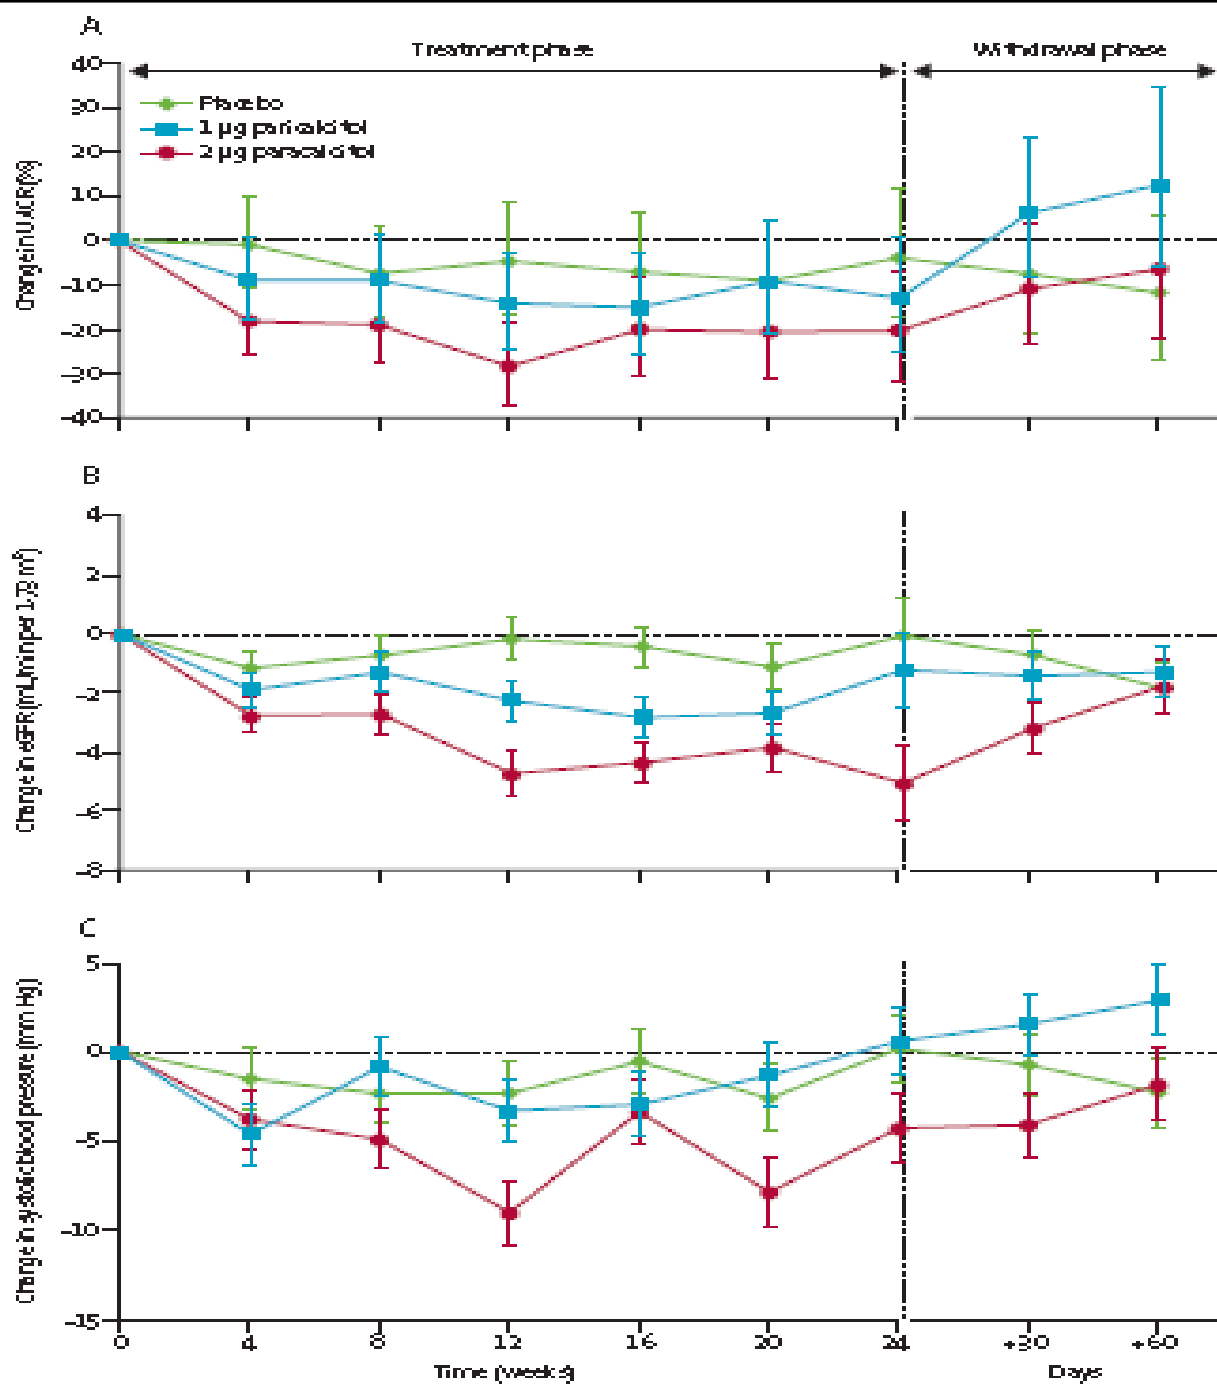 A
Treatment phase
Withdrawal phase
40
30
20
10
0
–10
–20
–30
–40
Placebo
1 µg paricalcitol
2 µg paracalcitol
Change in UACR (%)
B
4
2
0
–2
–4
–6
–8
Change in eGFR (mL/min per 1·73 m²)
C
5
0
–5
–10
–15
Change in systolic blood pressure (mm Hg)
0 4 8 12 16 20 24 +30 +60
Time (weeks) Days